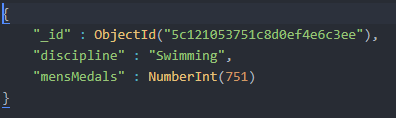 {
"_id" : ObjectId("5c121053751c8d0ef4e6c3ee"),
"discipline" : "Swimming",
"mensMedals" : NumberInt(751)
}